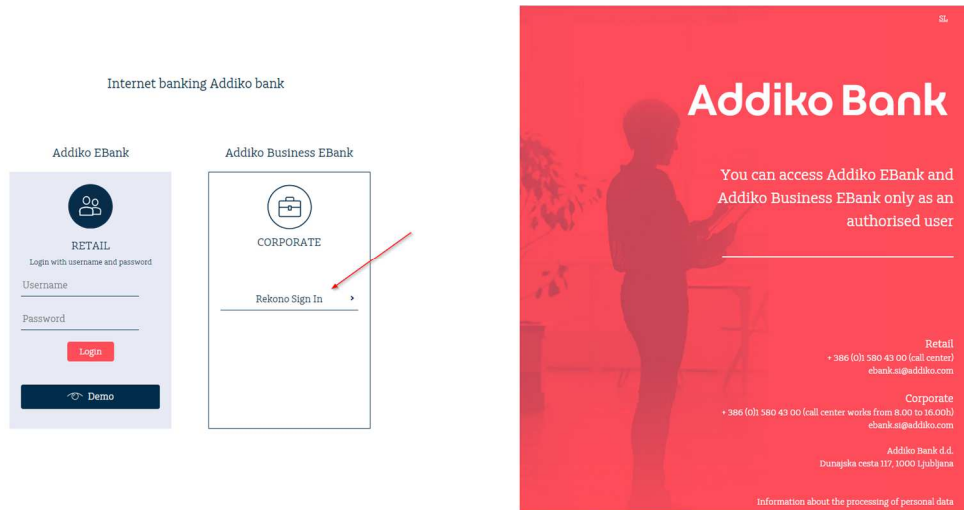 Internet banking Addiko bank
Addiko EBank
RETAIL
Login with username and password
Username
Password
Login
Demo
Addiko Business EBank
CORPORATE
Rekono Sign In >
SL
Addiko Bank
You can access Addiko EBank and
Addiko Business EBank only as an
authorised user
Retail
+ 386 (0)1 580 43 00 (call center)
ebank.si@addiko.com
Corporate
+ 386 (0)1 580 43 00 (call center works from 8.00 to 16.00h)
ebank.si@addiko.com
Addiko Bank d.d.
Dunajska cesta 117, 1000 Ljubljana
Information about the processing of personal data